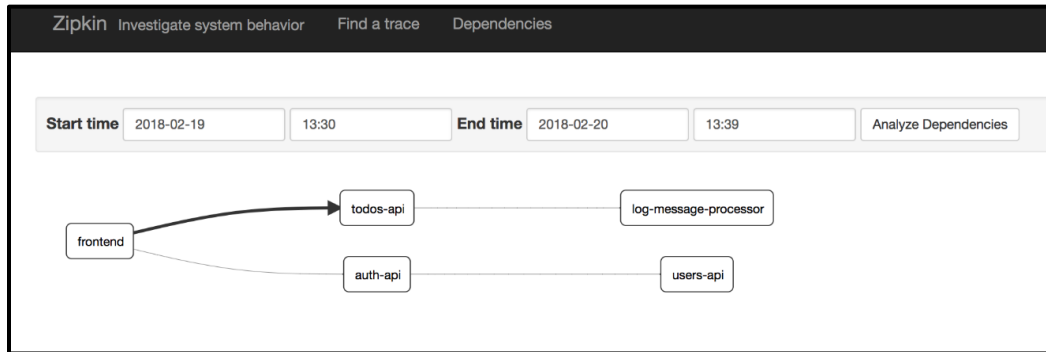 Zipkin Investigate system behavior Find a trace Dependencies
Start time 2018-02-19 13:30 End time 2018-02-20 13:39 Analyze Dependencies
todos-api log-message-processor
frontend
auth-api users-api